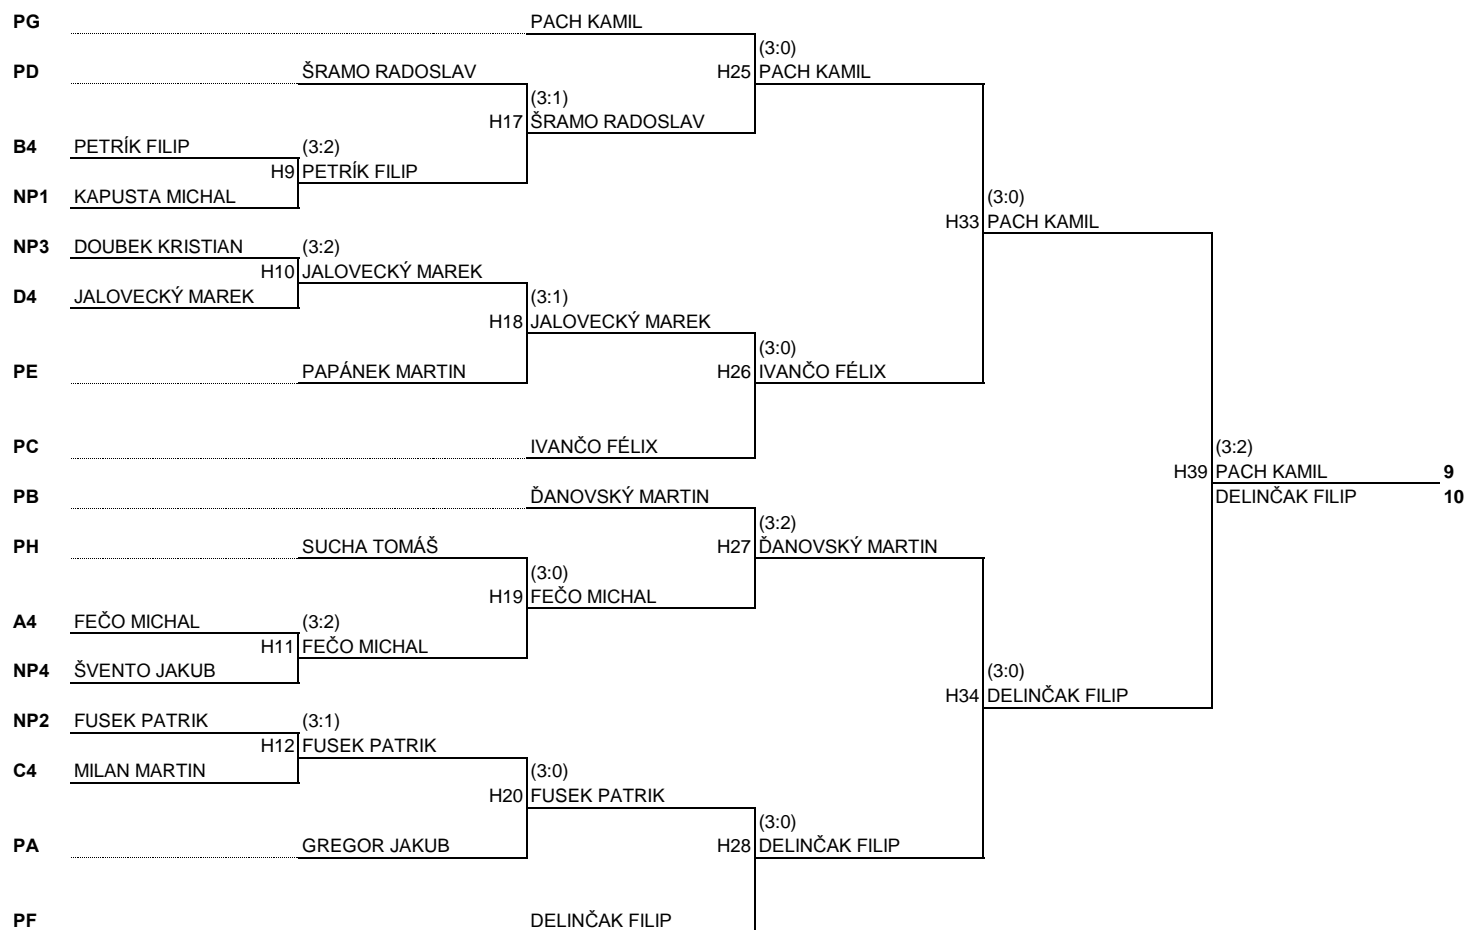 PG PACH KAMIL
(3:0)
PD ŠRAMO RADOSLAV H25 PACH KAMIL
(3:1)
H17 ŠRAMO RADOSLAV
B4 PETRÍK FILIP (3:2)
H9 PETRÍK FILIP
NP1 KAPUSTA MICHAL (3:0)
H33 PACH KAMIL
NP3 DOUBEK KRISTIAN (3:2)
H10 JALOVECKÝ MAREK
D4 JALOVECKÝ MAREK (3:1)
H18 JALOVECKÝ MAREK
(3:0)
PE PAPÁNEK MARTIN H26 IVANČO FÉLIX
PC IVANČO FÉLIX (3:2)
H39 PACH KAMIL 9
PB ĎANOVSKÝ MARTIN DELINČAK FILIP 10
(3:2)
PH SUCHA TOMÁŠ H27 ĎANOVSKÝ MARTIN
(3:0)
H19 FEČO MICHAL
A4 FEČO MICHAL (3:2)
H11 FEČO MICHAL
NP4 ŠVENTO JAKUB (3:0)
H34 DELINČAK FILIP
NP2 FUSEK PATRIK (3:1)
H12 FUSEK PATRIK
C4 MILAN MARTIN (3:0)
H20 FUSEK PATRIK
(3:0)
PA GREGOR JAKUB H28 DELINČAK FILIP
PF DELINČAK FILIP